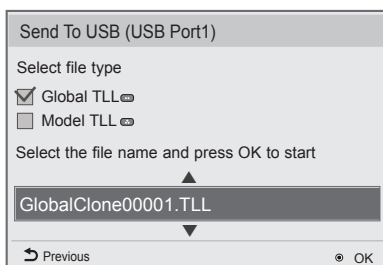 Send To USB (USB Port1)
Select file type
Global TLL
Model TLL
Select the file name and press OK to start
GlobalClone00001.TLL
Previous
OK